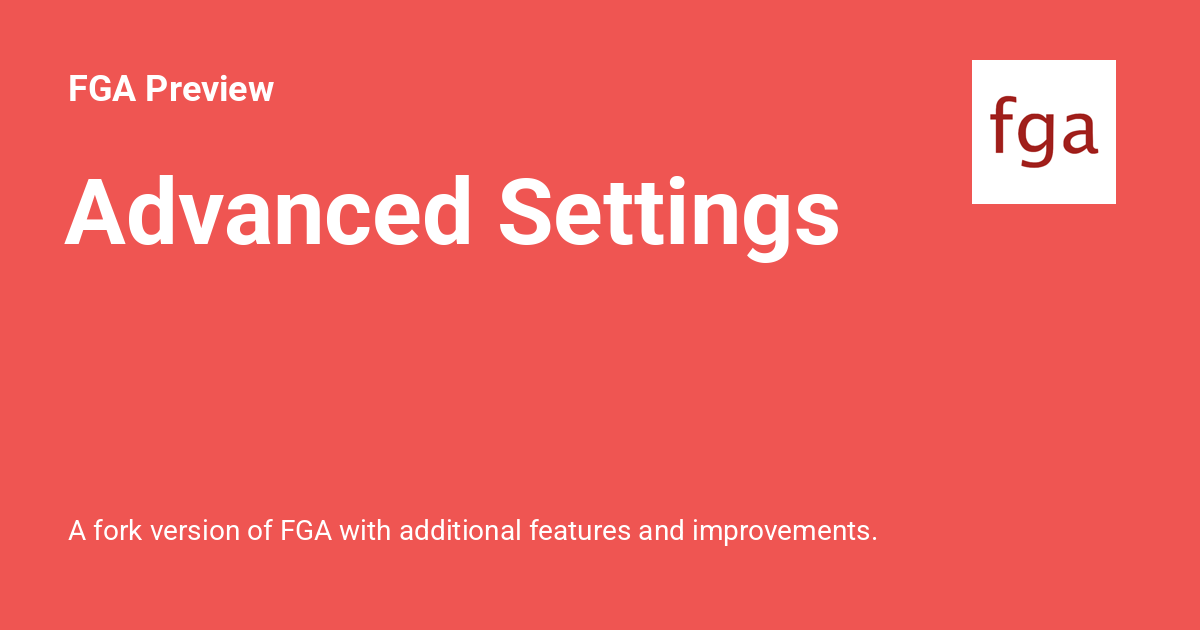 FGA Preview
fga
Advanced Settings
A fork version of FGA with additional features and improvements.